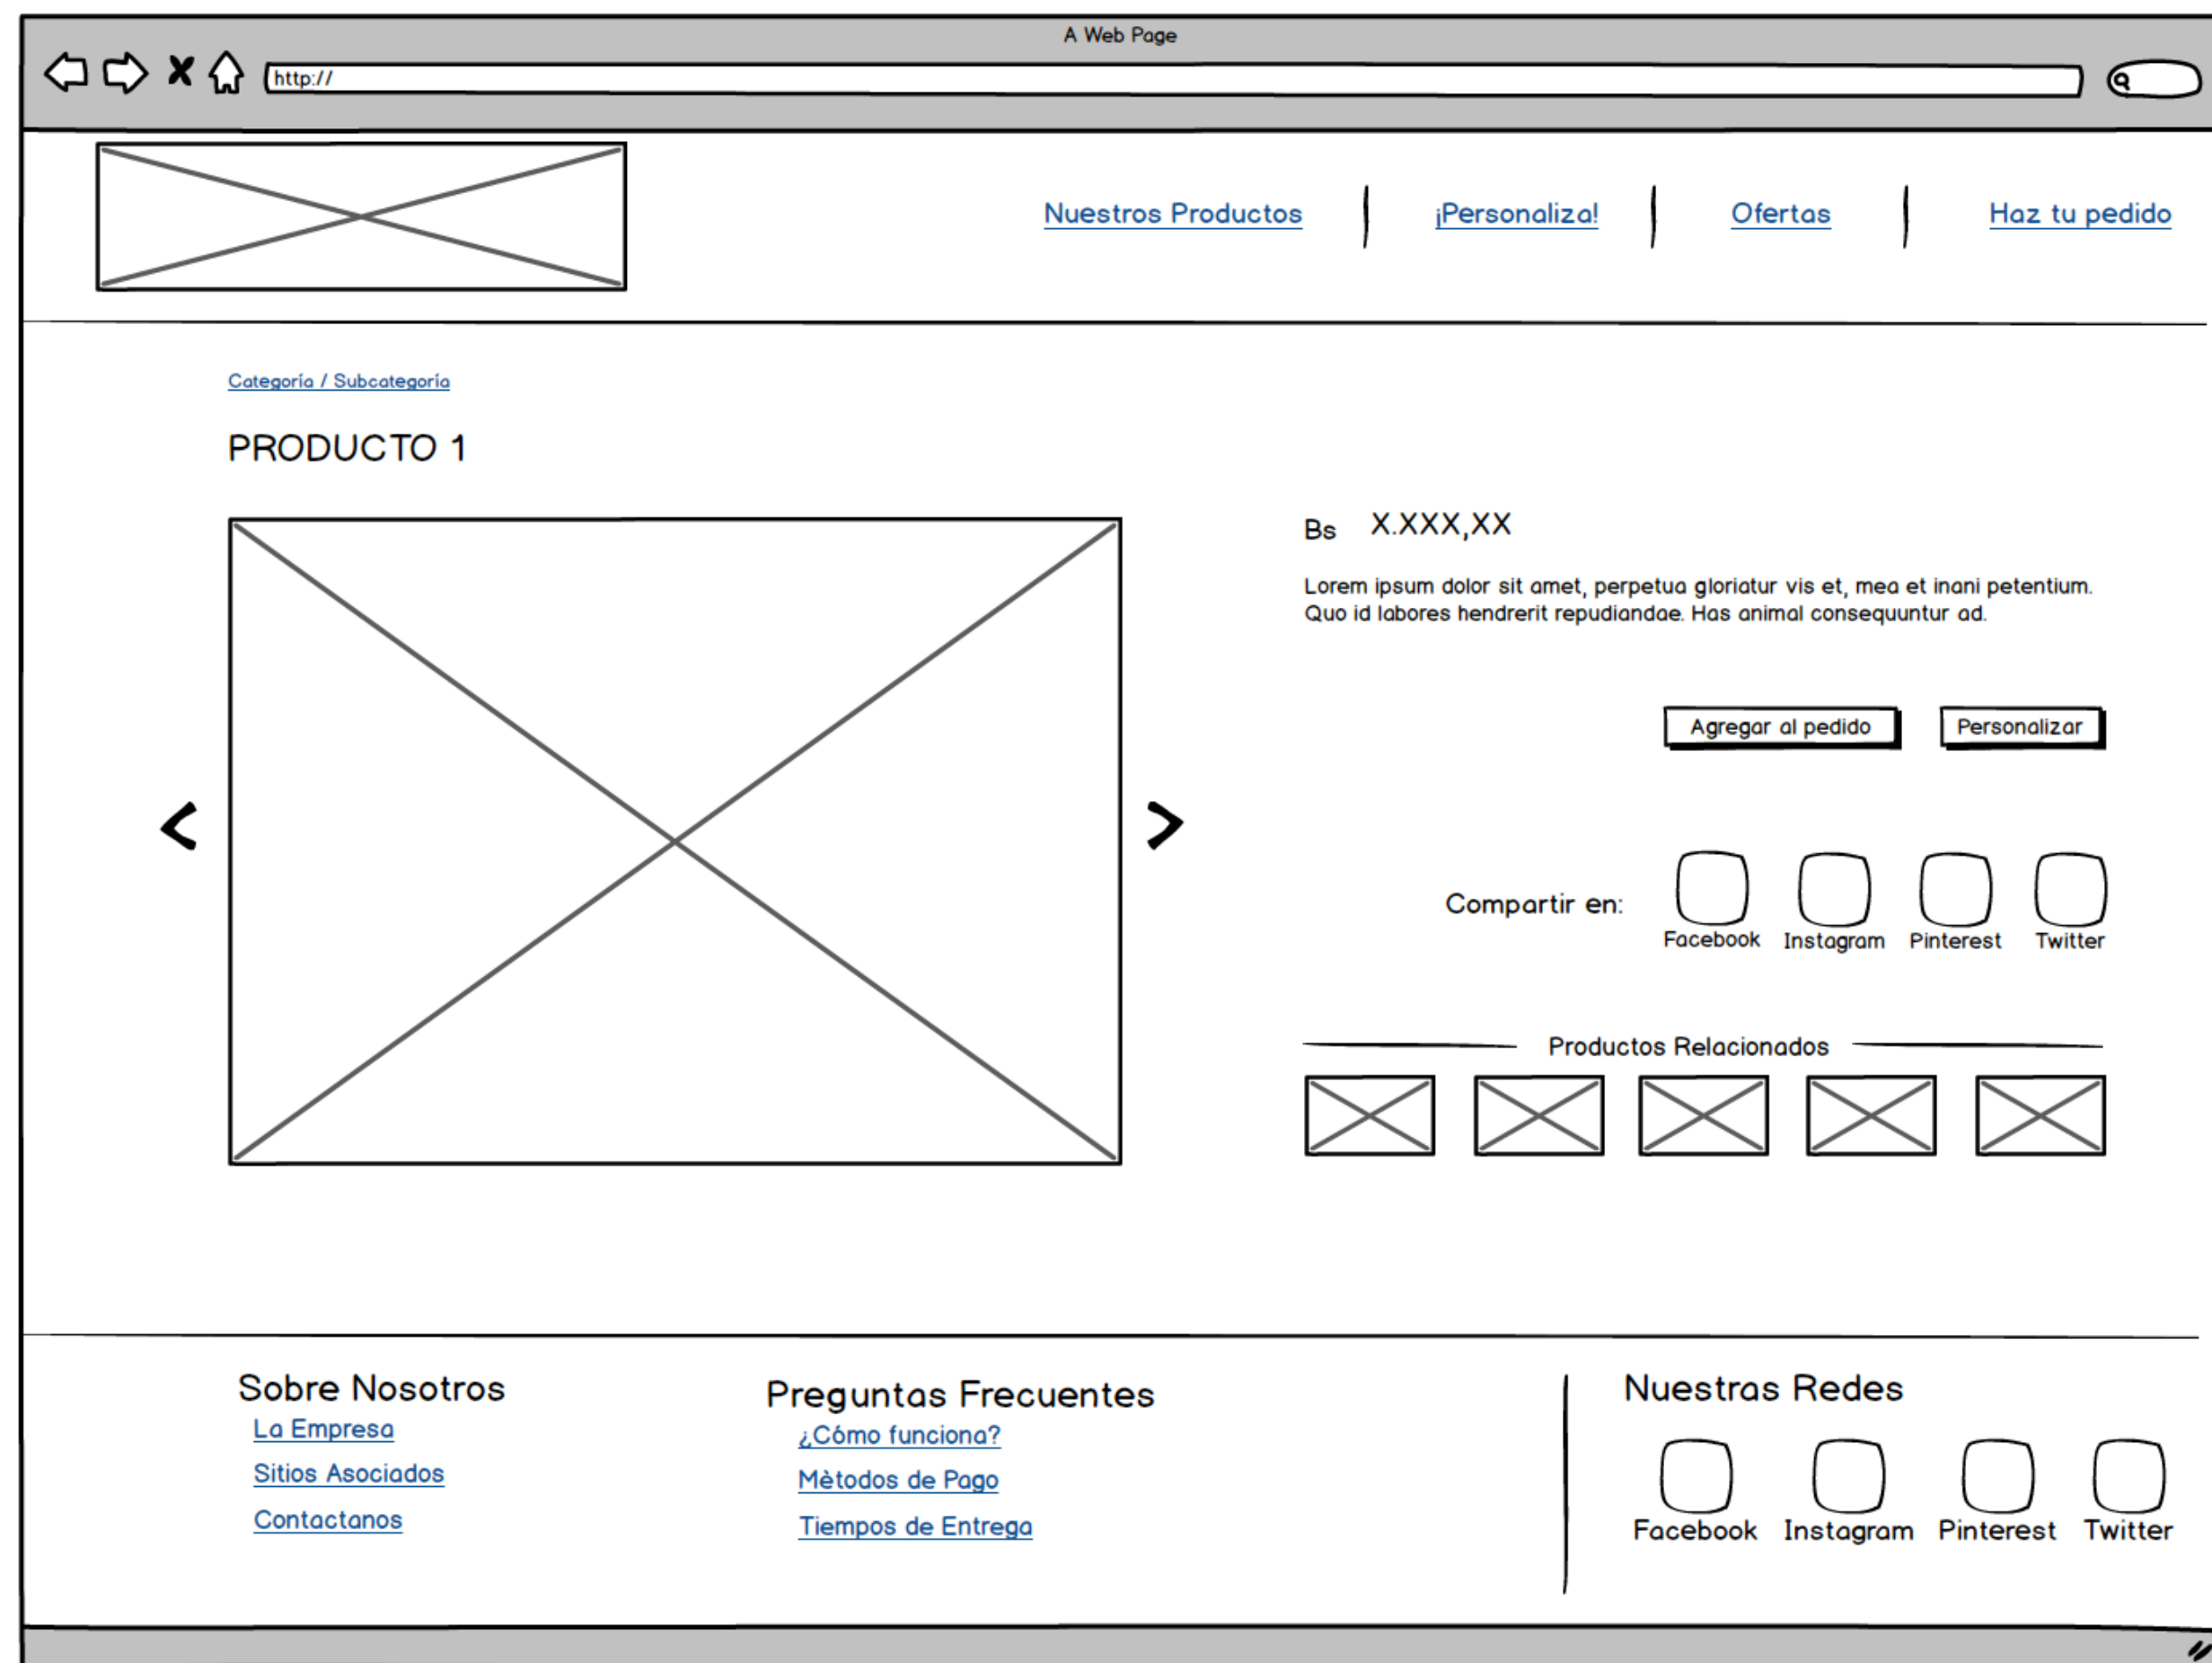 A Web Page
http://
Nuestros Productos
¡Personaliza!
Ofertas
Haz tu pedido
Categoría / Subcategoría
PRODUCTO 1
Bs X.XXX,XX
Lorem ipsum dolor sit amet, perpetua gloriatur vis et, mea et inani petentium.
Quo id labores hendrerit repudiandae. Has animal consequuntur ad.
Agregar al pedido
Personalizar
Compartir en:
Facebook
Instagram
Pinterest
Twitter
Productos Relacionados
Sobre Nosotros
La Empresa
Sitios Asociados
Contactanos
Preguntas Frecuentes
¿Cómo funciona?
Mètodos de Pago
Tiempos de Entrega
Nuestras Redes
Facebook
Instagram
Pinterest
Twitter